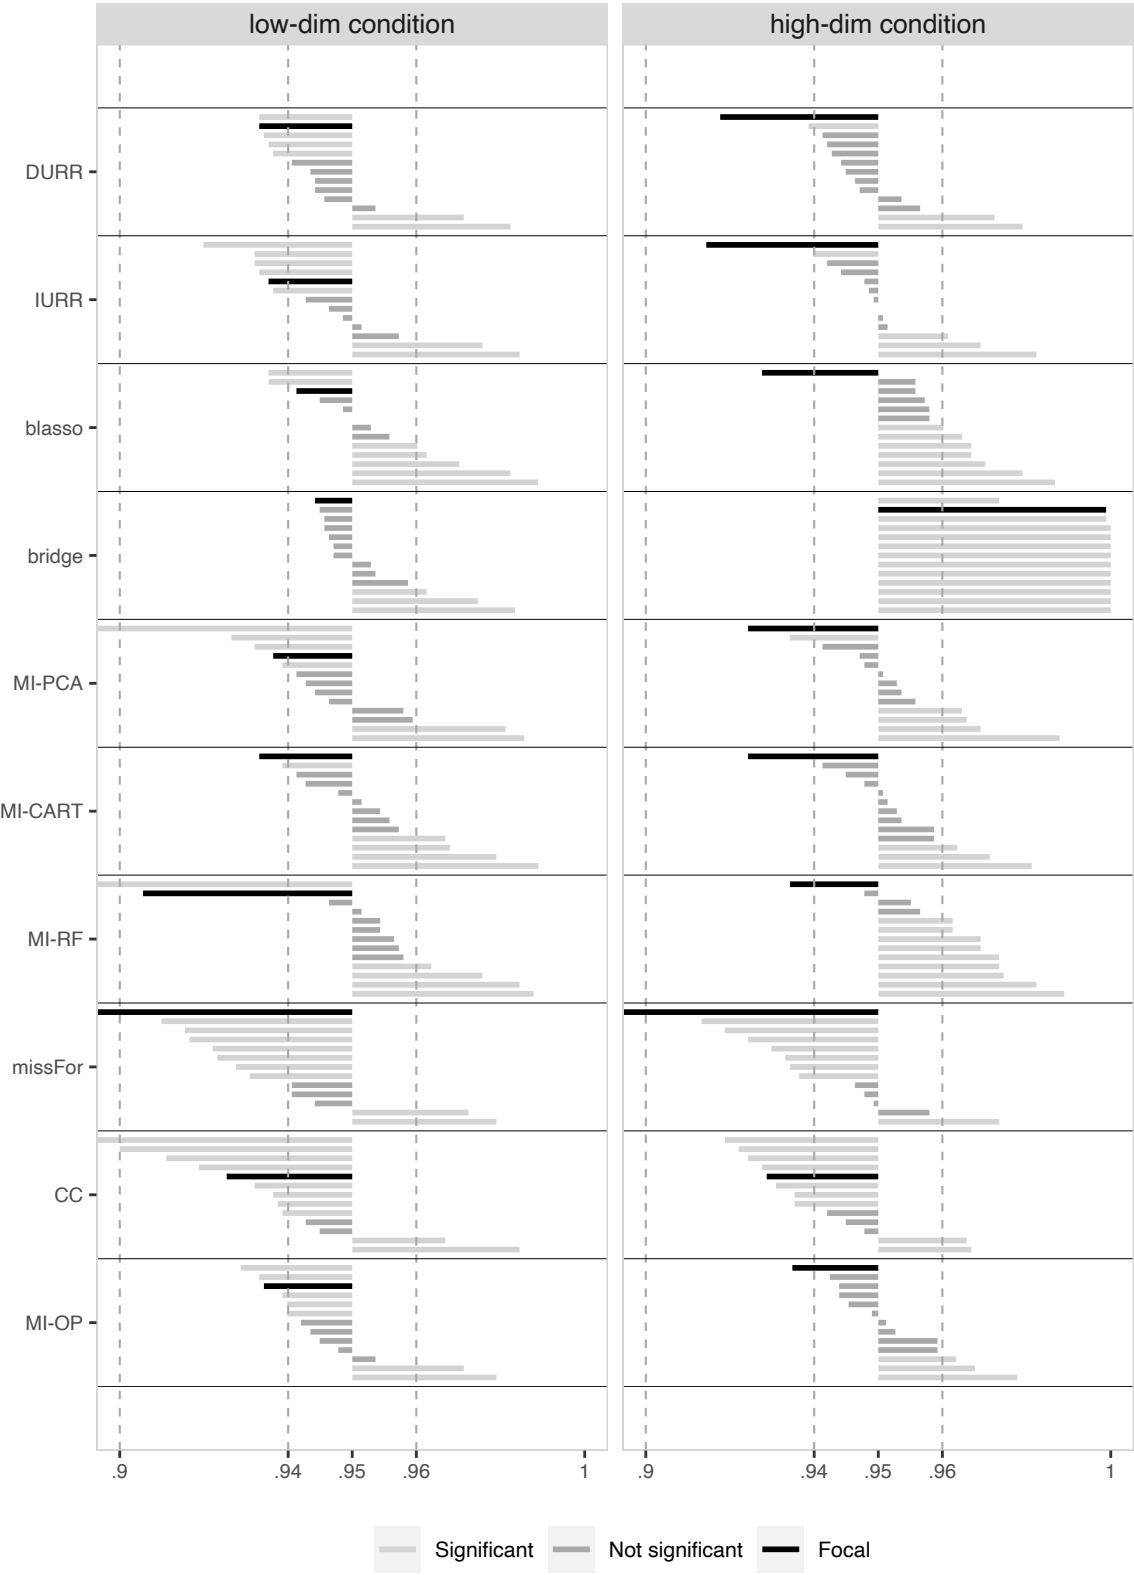 low-dim condition high-dim condition
DURR
IURR
blasso
bridge
MI-PCA
MI-CART
MI-RF
missFor
CC
MI-OP
.9 .94 .95 .96 1 .9 .94 .95 .96 1
Significant Not significant Focal